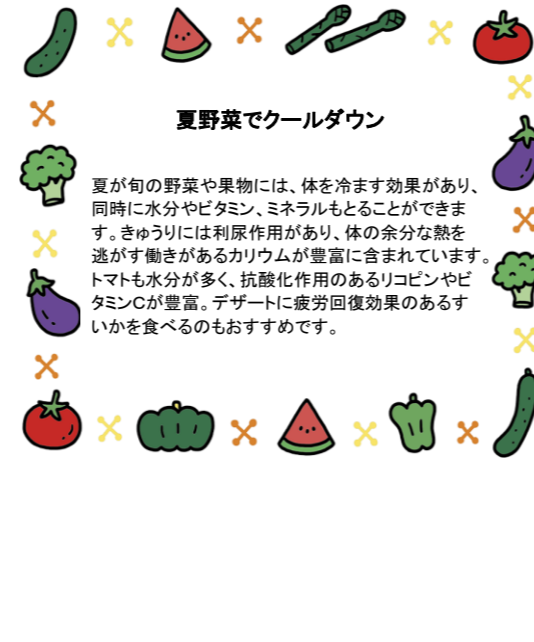 夏野菜でクールダウン
夏が旬の野菜や果物には、体を冷ます効果があり、
同時に水分やビタミン、ミネラルもとることができま
す。きゅうりには利尿作用があり、体の余分な熱を
逃がす働きがあるカリウムが豊富に含まれています。
トマトも水分が多く、抗酸化作用のあるリコピンやビ
タミンCが豊富。デザートに疲労回復効果のあるす
いかを食べるのもおすすめです。